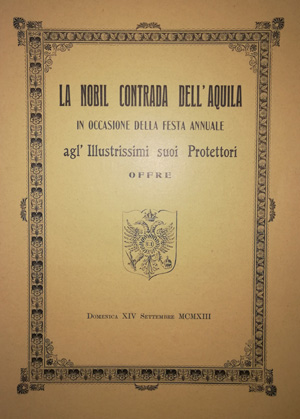 LA NOBIL CONTRADA DELL'AQUILA
IN OCCASIONE DELLA FESTA ANNUALE
agl' Illustrissimi suoi Protettori
OFFRE
DOMENICA XIV SETTEMBRE MCMXIII